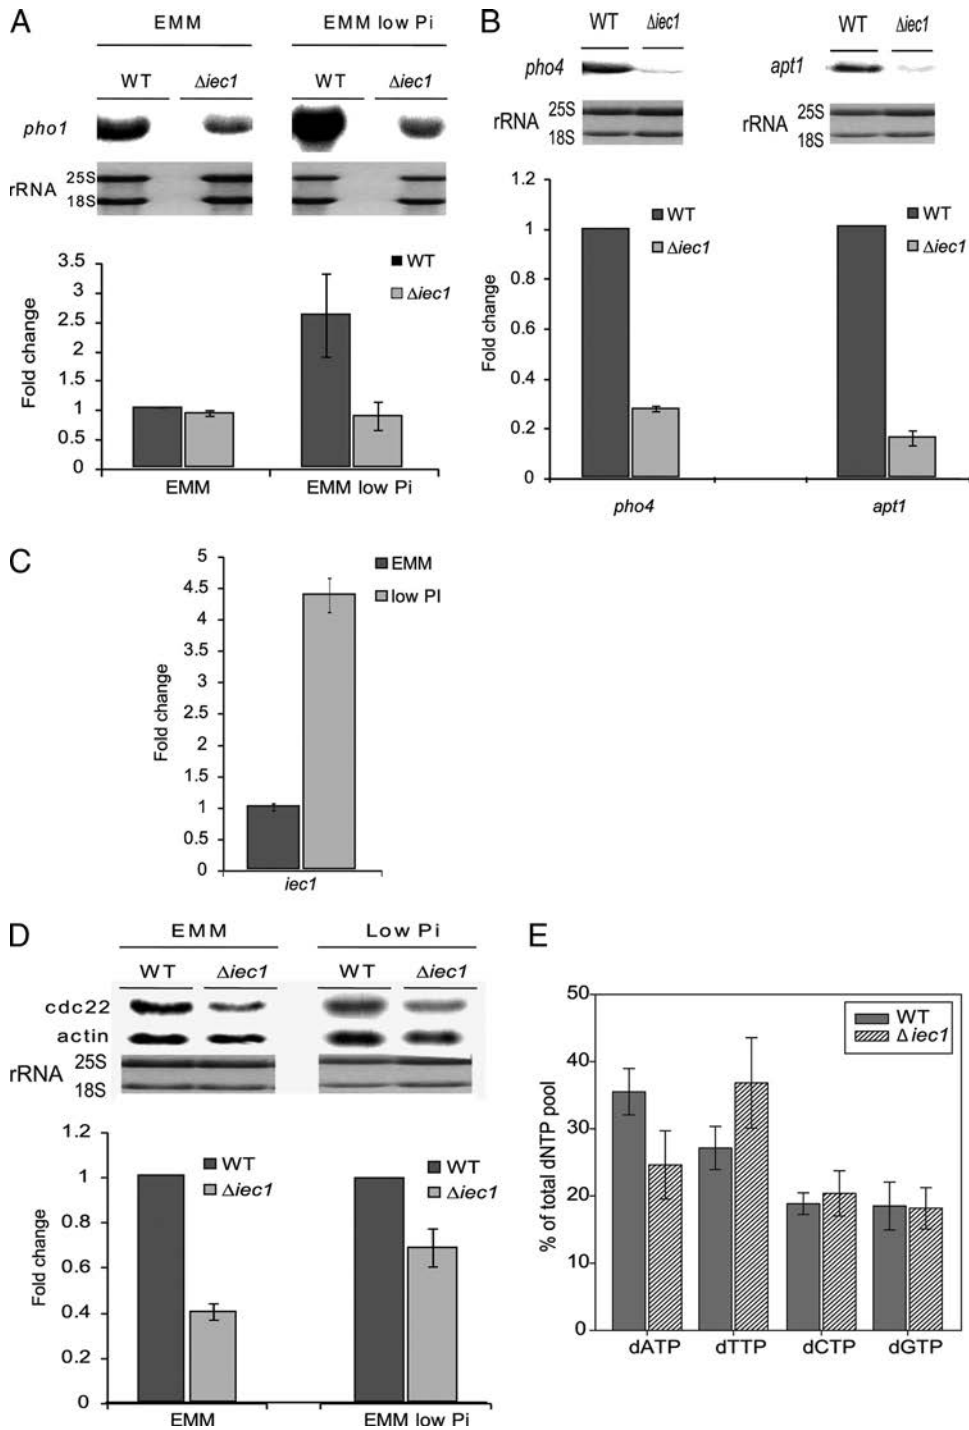 A
EMM
EMM low Pi
WT
Δiec1
WT
Δiec1
pho1
rRNA
25S
18S
3.5
3
2.5
2
1.5
1
0.5
0
Fold change
WT
Δiec1
EMM
EMM low Pi
B
WT
Δiec1
WT
Δiec1
pho4
apt1
rRNA
25S
18S
rRNA
25S
18S
1.2
1
0.8
0.6
0.4
0.2
0
Fold change
WT
Δiec1
WT
Δiec1
pho4
apt1
C
5
4.5
4
3.5
3
2.5
2
1.5
1
0.5
0
Fold change
EMM
low PI
iec1
D
EMM
Low Pi
WT
Δiec1
WT
Δiec1
cdc22
actin
rRNA
25S
18S
1.2
1
0.8
0.6
0.4
0.2
0
Fold change
WT
Δiec1
WT
Δiec1
EMM
EMM low Pi
E
50
40
30
20
10
0
% of total dNTP pool
WT
Δiec1
dATP
dTTP
dCTP
dGTP